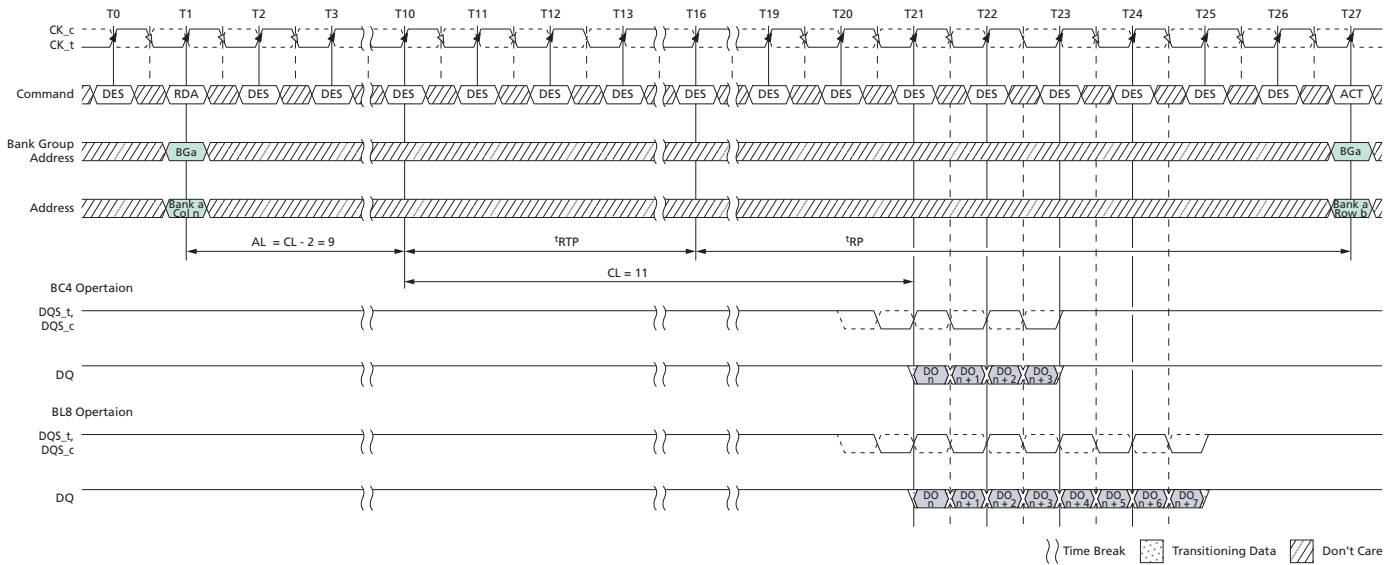 T0 T1 T2 T3 T10 T11 T12 T13 T16 T19 T20 T21 T22 T23 T24 T25 T26 T27
CK_c
CK_t
Command DES RDA DES DES DES DES DES DES DES DES DES DES DES DES DES DES DES ACT
Bank Group
Address
BGa BGa
Address
Bank a
Col n
Bank a
Row b
AL = CL - 2 = 9 tRTP tRP
CL = 11
BC4 Opertaion
DQS_t,
DQS_c
DQ
DO
n
DO
n + 1
DO
n + 2
DO
n + 3
BL8 Opertaion
DQS_t,
DQS_c
DQ
DO
n
DO
n + 1
DO
n + 2
DO
n + 3
DO
n + 4
DO
n + 5
DO
n + 6
DO
n + 7
Time Break Transitioning Data Don't Care